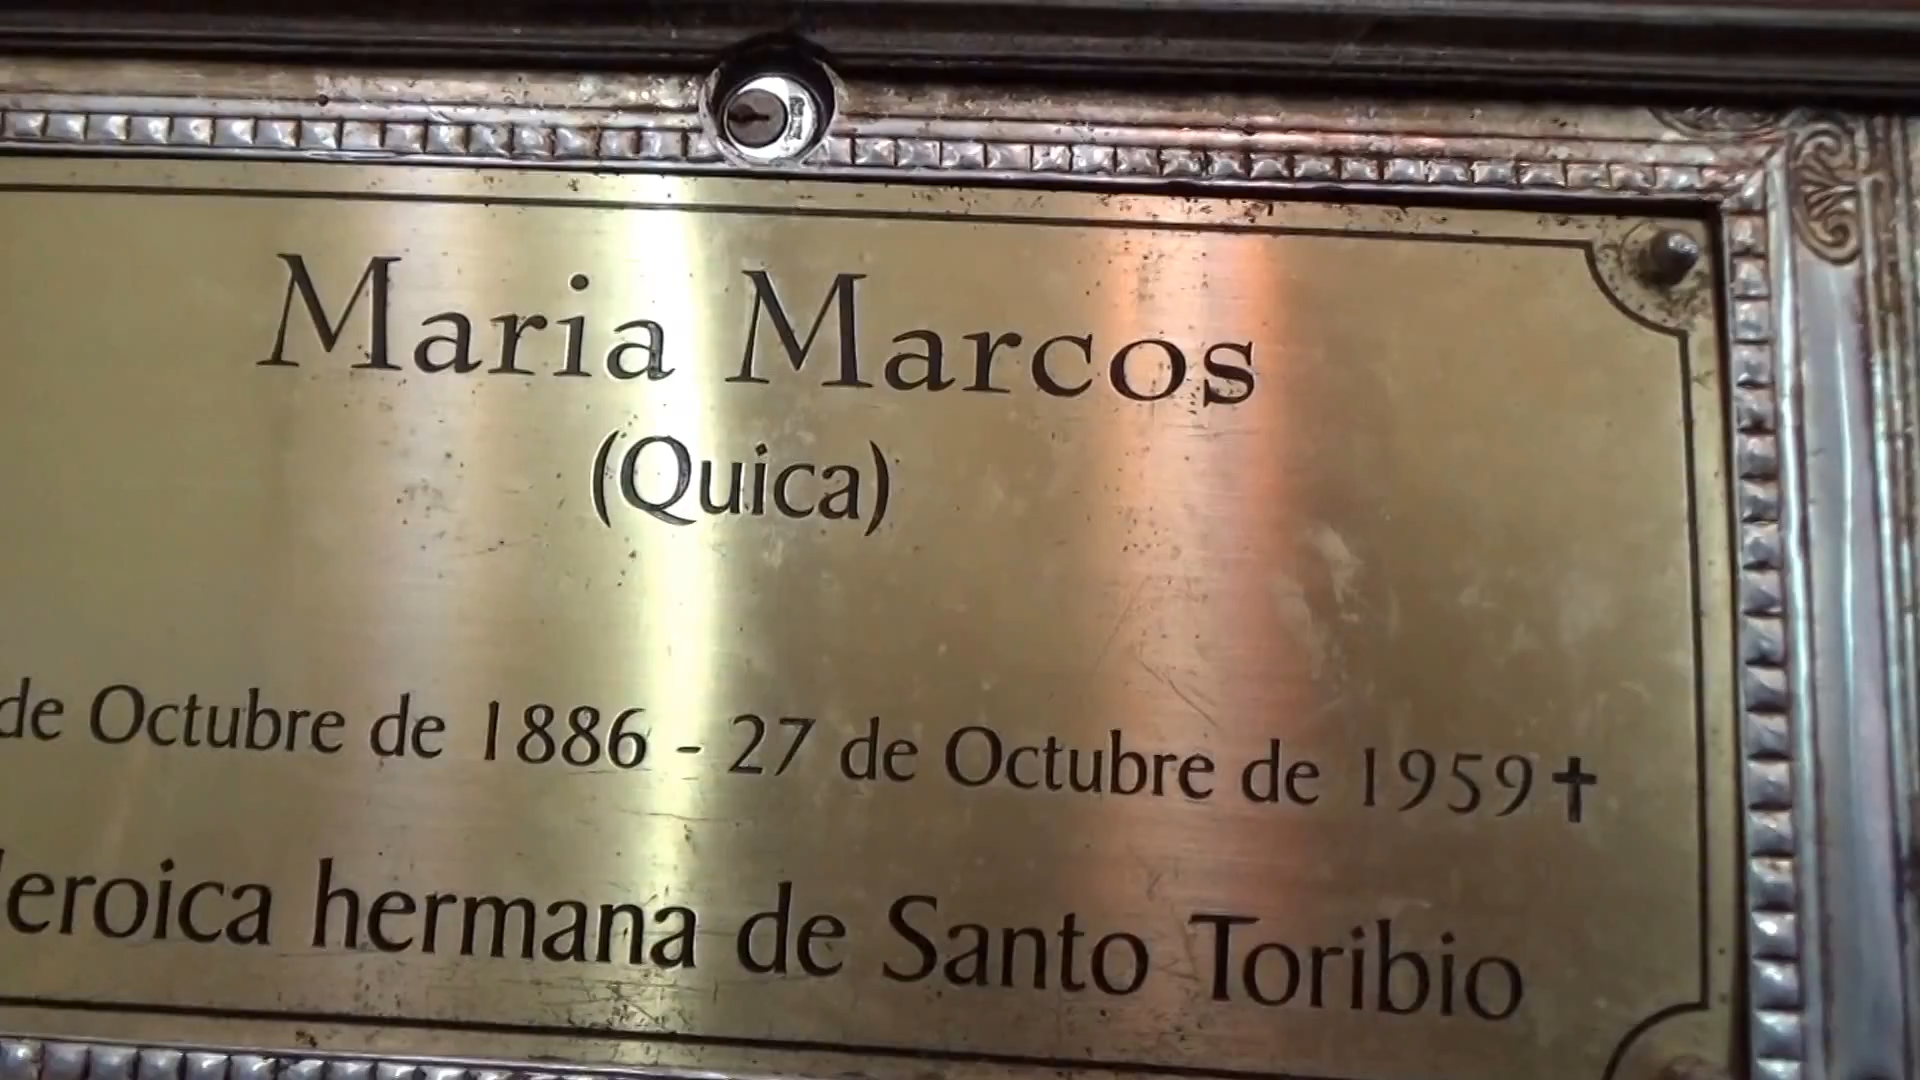 Maria Marcos
(Quica)
de Octubre de 1886 - 27 de Octubre de 1959 ✝
eroica hermana de Santo Toribio